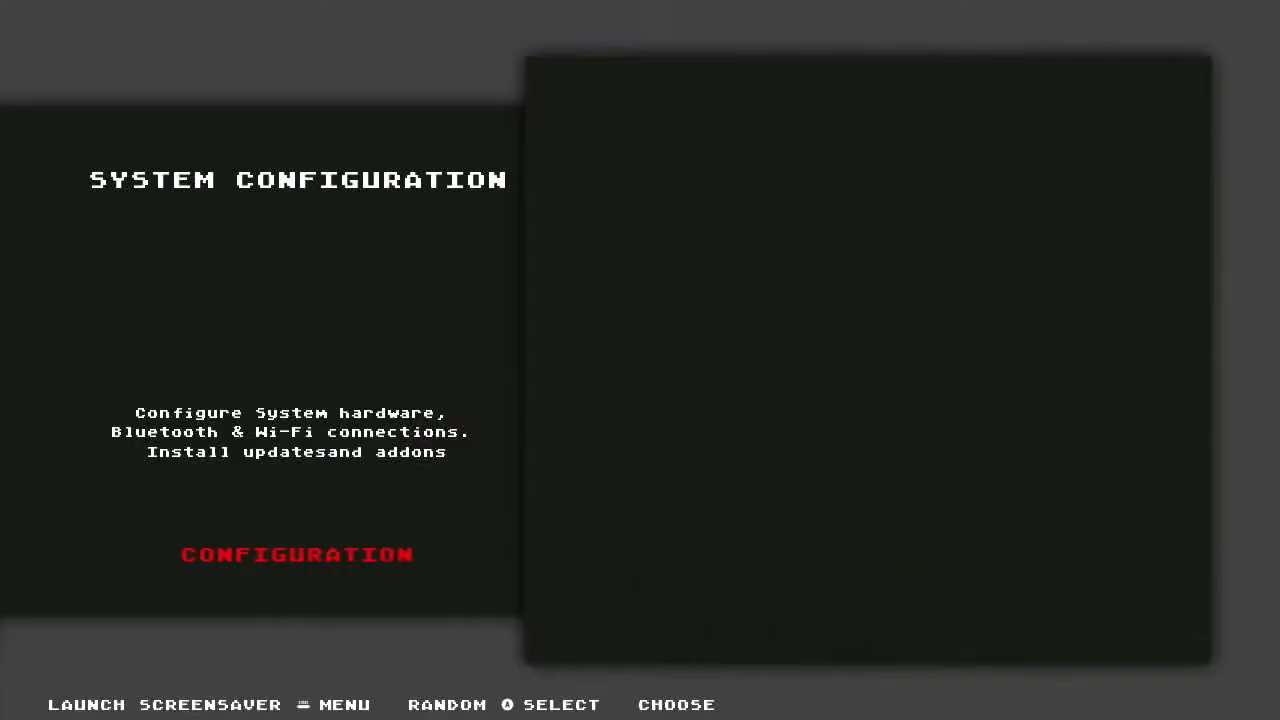 SYSTEM CONFIGURATION
Configure System hardware,
Bluetooth & Wi-Fi connections.
Install updatesand addons
CONFIGURATION
LAUNCH SCREENSAVER MENU RANDOM A SELECT CHOOSE